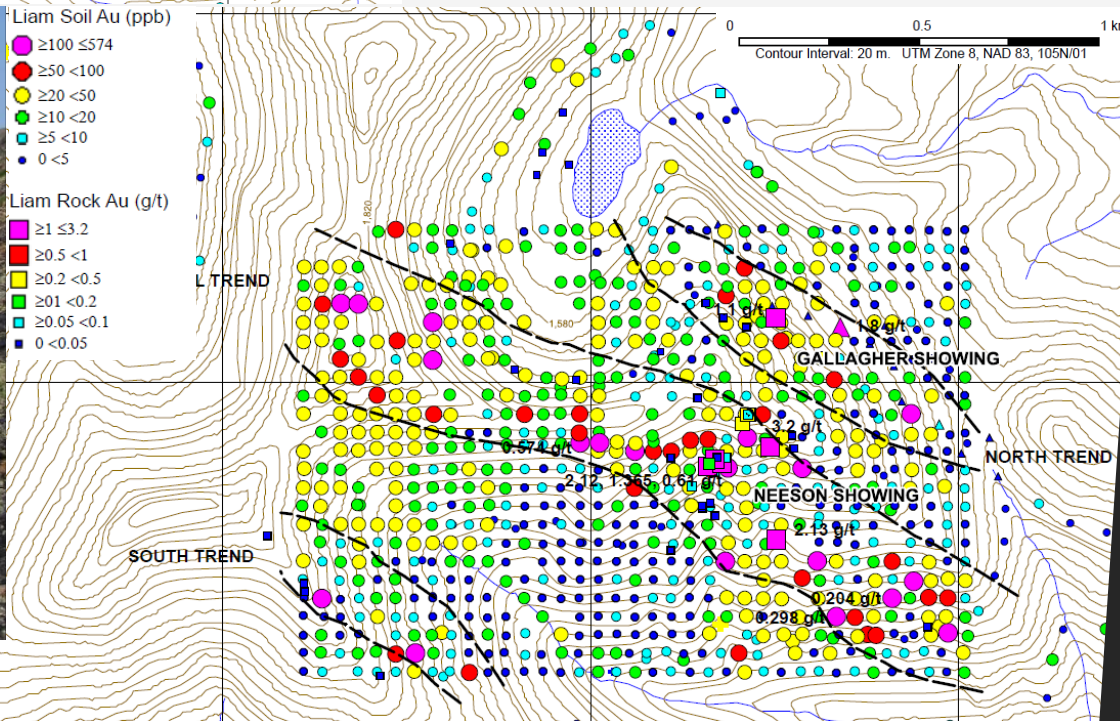 Liam Soil Au (ppb)
≥100 ≤574
≥50 <100
≥20 <50
≥10 <20
≥5 <10
0 <5
Liam Rock Au (g/t)
≥1 ≤3.2
≥0.5 <1
≥0.2 <0.5
≥01 <0.2
≥0.05 <0.1
0 <0.05
0 0.5 1 k
Contour Interval: 20 m. UTM Zone 8, NAD 83, 105N/01
1,820
L TREND
1,580
1.1 g/t
1.8 g/t
GALLAGHER SHOWING
3.2 g/t
0.574 g/t
NORTH TREND
2.12, 1.365, 0.61 g/t
NEESON SHOWING
2.13 g/t
SOUTH TREND
0.204 g/t
0.298 g/t